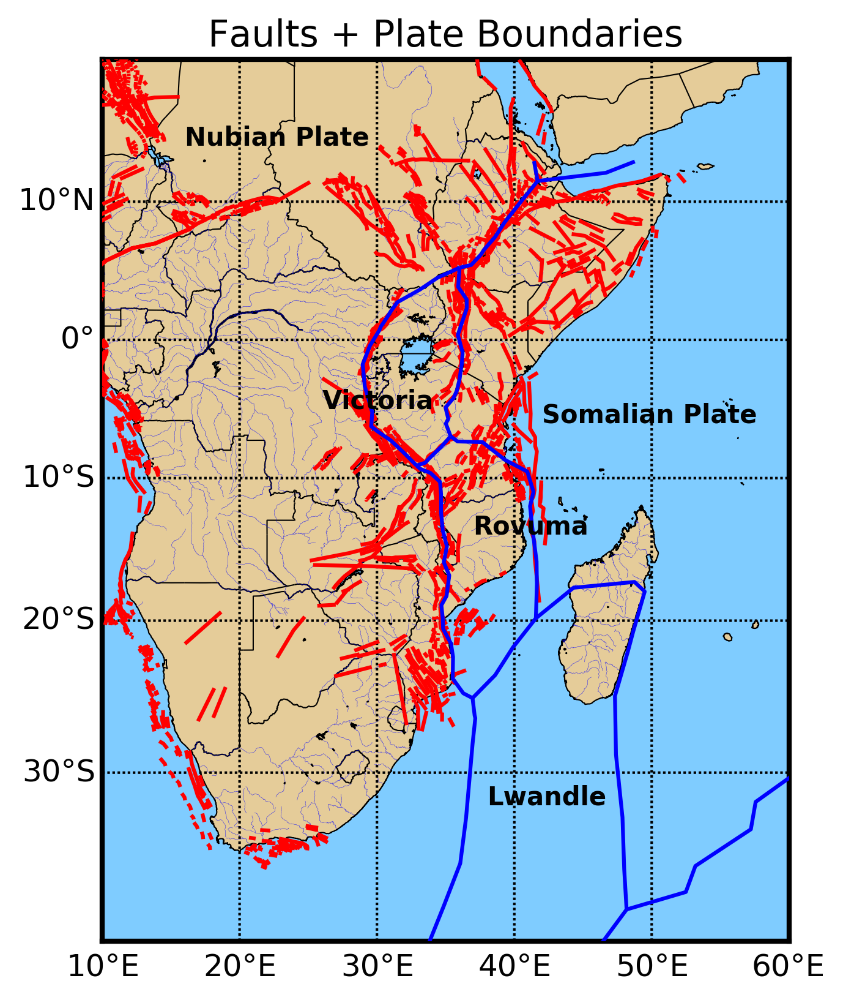 Faults + Plate Boundaries
Nubian Plate
10°N
0°
Victoria
Somalian Plate
10°S
Rovuma
20°S
30°S
Lwandle
10°E 20°E 30°E 40°E 50°E 60°E